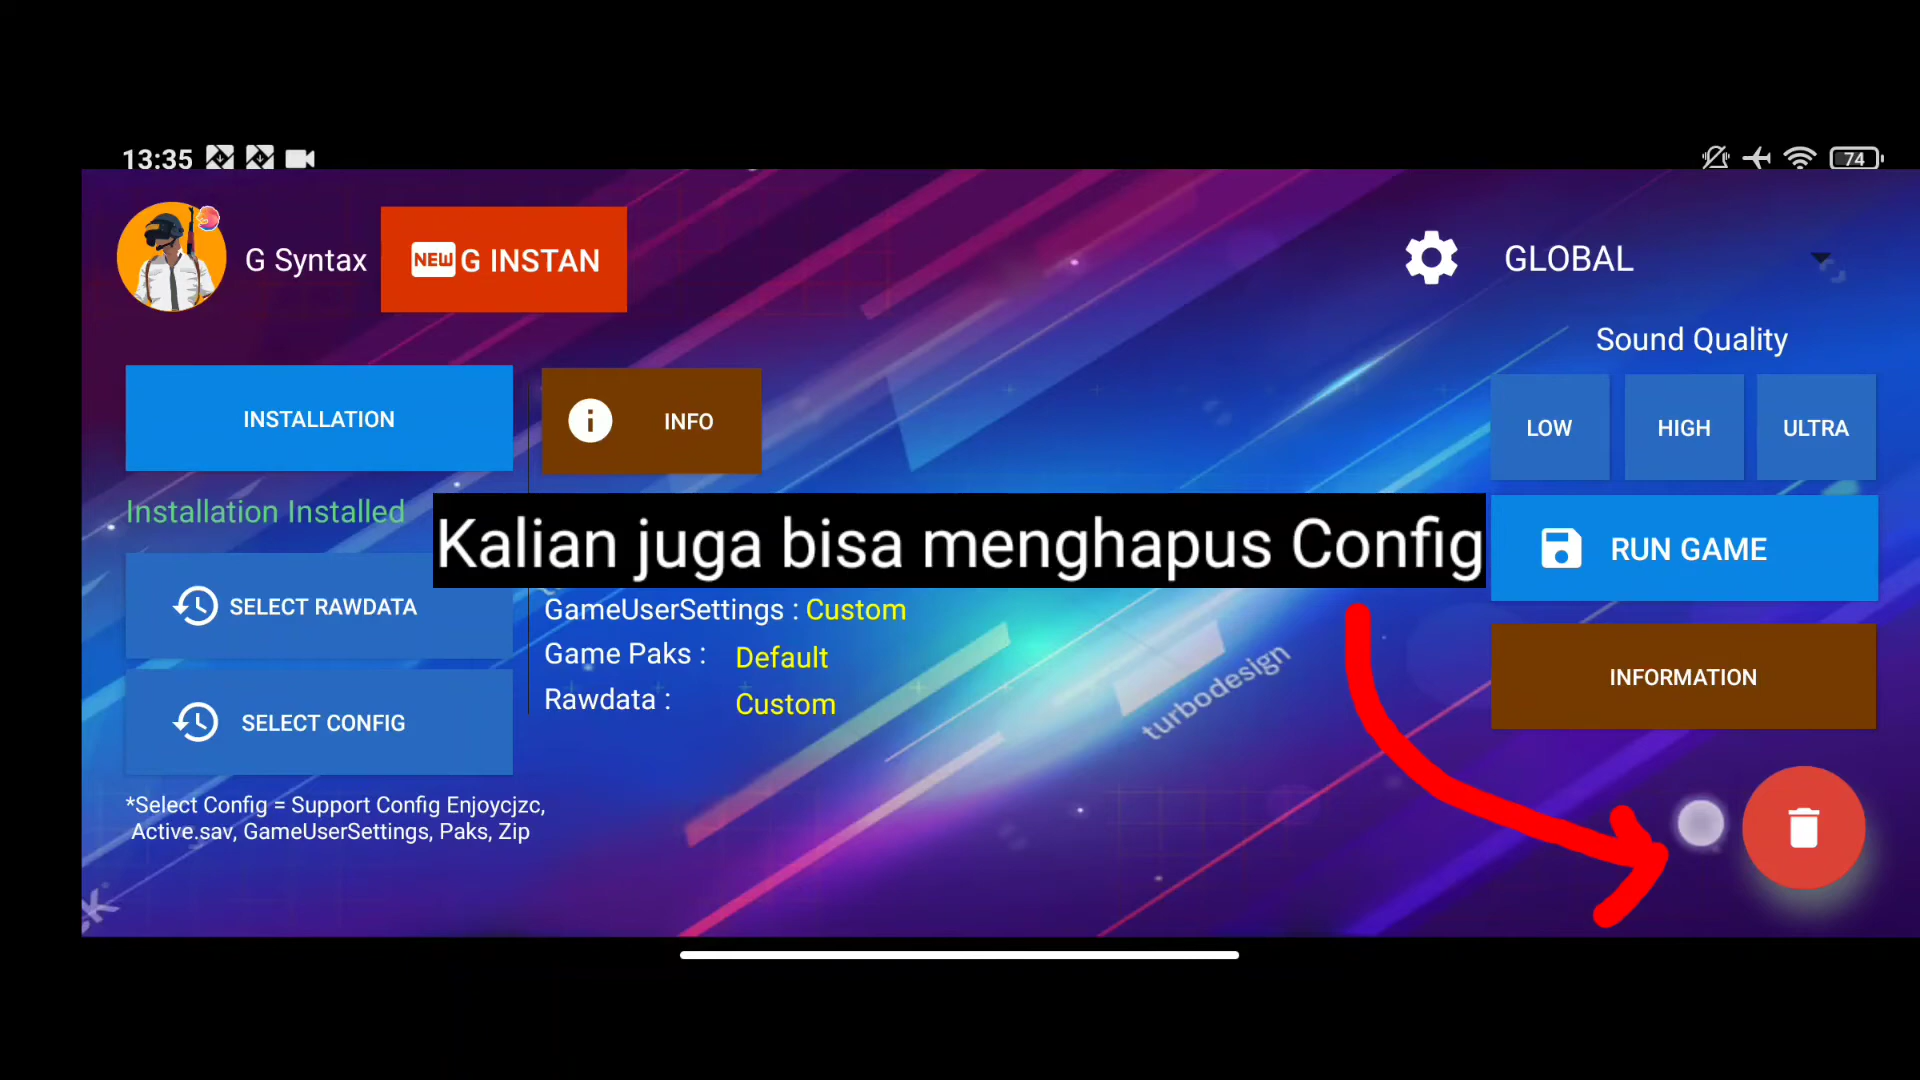 13:35
74
G Syntax
NEW G INSTAN
GLOBAL
Sound Quality
INSTALLATION
INFO
LOW
HIGH
ULTRA
Installation Installed
Kalian juga bisa menghapus Config
RUN GAME
SELECT RAWDATA
GameUserSettings : Custom
Game Paks : Default
Rawdata : Custom
turbodesign
INFORMATION
SELECT CONFIG
*Select Config = Support Config Enjoycjzc,
Active.sav, GameUserSettings, Paks, Zip